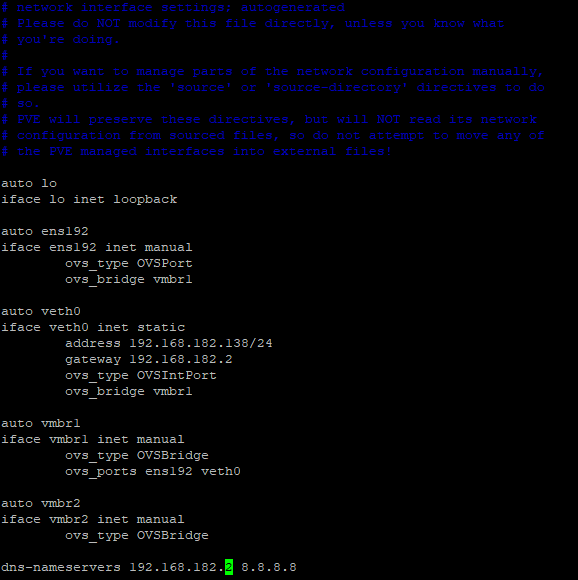 # network interface settings; autogenerated
# Please do NOT modify this file directly, unless you know what
# you're doing.
#
# If you want to manage parts of the network configuration manually,
# please utilize the 'source' or 'source-directory' directives to do
# so.
# PVE will preserve these directives, but will NOT read its network
# configuration from sourced files, so do not attempt to move any of
# the PVE managed interfaces into external files!
auto lo
iface lo inet loopback
auto ens192
iface ens192 inet manual
ovs_type OVSPort
ovs_bridge vmbr1
auto veth0
iface veth0 inet static
address 192.168.182.138/24
gateway 192.168.182.2
ovs_type OVSIntPort
ovs_bridge vmbr1
auto vmbr1
iface vmbr1 inet manual
ovs_type OVSBridge
ovs_ports ens192 veth0
auto vmbr2
iface vmbr2 inet manual
ovs_type OVSBridge
dns-nameservers 192.168.182.2 8.8.8.8